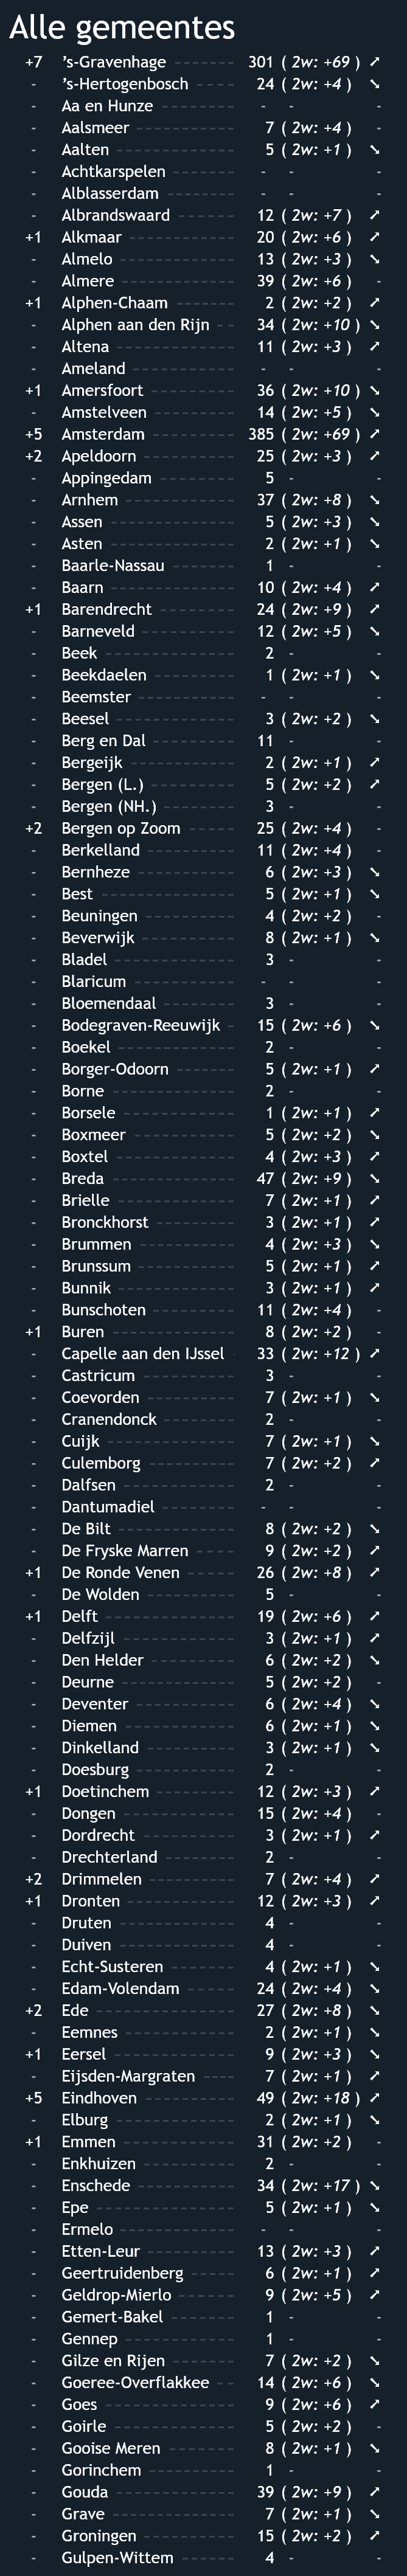 Alle gemeentes
+7 ’s-Gravenhage 301 ( 2w: +69 ) ➚
- ’s-Hertogenbosch 24 ( 2w: +4 ) ➘
- Aa en Hunze - - -
- Aalsmeer 7 ( 2w: +4 ) -
- Aalten 5 ( 2w: +1 ) ➘
- Achtkarspelen - - -
- Alblasserdam - - -
- Albrandswaard 12 ( 2w: +7 ) ➚
+1 Alkmaar 20 ( 2w: +6 ) ➚
- Almelo 13 ( 2w: +3 ) ➘
- Almere 39 ( 2w: +6 ) -
+1 Alphen-Chaam 2 ( 2w: +2 ) ➚
- Alphen aan den Rijn 34 ( 2w: +10 ) ➘
- Altena 11 ( 2w: +3 ) ➚
- Ameland - - -
+1 Amersfoort 36 ( 2w: +10 ) ➘
- Amstelveen 14 ( 2w: +5 ) ➘
+5 Amsterdam 385 ( 2w: +69 ) ➚
+2 Apeldoorn 25 ( 2w: +3 ) ➚
- Appingedam 5 - -
- Arnhem 37 ( 2w: +8 ) ➘
- Assen 5 ( 2w: +3 ) ➘
- Asten 2 ( 2w: +1 ) ➘
- Baarle-Nassau 1 - -
- Baarn 10 ( 2w: +4 ) ➚
+1 Barendrecht 24 ( 2w: +9 ) ➚
- Barneveld 12 ( 2w: +5 ) ➘
- Beek 2 - -
- Beekdaelen 1 ( 2w: +1 ) ➘
- Beemster - - -
- Beesel 3 ( 2w: +2 ) ➘
- Berg en Dal 11 - -
- Bergeijk 2 ( 2w: +1 ) ➚
- Bergen (L.) 5 ( 2w: +2 ) ➚
- Bergen (NH.) 3 - -
+2 Bergen op Zoom 25 ( 2w: +4 ) -
- Berkelland 11 ( 2w: +4 ) -
- Bernheze 6 ( 2w: +3 ) ➘
- Best 5 ( 2w: +1 ) ➘
- Beuningen 4 ( 2w: +2 ) -
- Beverwijk 8 ( 2w: +1 ) ➘
- Bladel 3 - -
- Blaricum - - -
- Bloemendaal 3 - -
- Bodegraven-Reeuwijk 15 ( 2w: +6 ) ➘
- Boekel 2 - -
- Borger-Odoorn 5 ( 2w: +1 ) ➚
- Borne 2 - -
- Borsele 1 ( 2w: +1 ) ➚
- Boxmeer 5 ( 2w: +2 ) ➘
- Boxtel 4 ( 2w: +3 ) ➚
- Breda 47 ( 2w: +9 ) ➘
- Brielle 7 ( 2w: +1 ) ➚
- Bronckhorst 3 ( 2w: +1 ) ➚
- Brummen 4 ( 2w: +3 ) ➘
- Brunssum 5 ( 2w: +1 ) ➚
- Bunnik 3 ( 2w: +1 ) ➚
- Bunschoten 11 ( 2w: +4 ) -
+1 Buren 8 ( 2w: +2 ) -
- Capelle aan den IJssel 33 ( 2w: +12 ) ➚
- Castricum 3 - -
- Coevorden 7 ( 2w: +1 ) ➘
- Cranendonck 2 - -
- Cuijk 7 ( 2w: +1 ) ➘
- Culemborg 7 ( 2w: +2 ) ➚
- Dalfsen 2 - -
- Dantumadiel - - -
- De Bilt 8 ( 2w: +2 ) ➘
- De Fryske Marren 9 ( 2w: +2 ) ➚
+1 De Ronde Venen 26 ( 2w: +8 ) ➚
- De Wolden 5 - -
+1 Delft 19 ( 2w: +6 ) ➚
- Delfzijl 3 ( 2w: +1 ) ➚
- Den Helder 6 ( 2w: +2 ) ➘
- Deurne 5 ( 2w: +2 ) -
- Deventer 6 ( 2w: +4 ) ➘
- Diemen 6 ( 2w: +1 ) ➘
- Dinkelland 3 ( 2w: +1 ) ➘
- Doesburg 2 - -
+1 Doetinchem 12 ( 2w: +3 ) ➚
- Dongen 15 ( 2w: +4 ) -
- Dordrecht 3 ( 2w: +1 ) ➚
- Drechterland 2 - -
+2 Drimmelen 7 ( 2w: +4 ) ➚
+1 Dronten 12 ( 2w: +3 ) ➚
- Druten 4 - -
- Duiven 4 - -
- Echt-Susteren 4 ( 2w: +1 ) ➘
- Edam-Volendam 24 ( 2w: +4 ) ➘
+2 Ede 27 ( 2w: +8 ) ➘
- Eemnes 2 ( 2w: +1 ) ➘
+1 Eersel 9 ( 2w: +3 ) ➘
- Eijsden-Margraten 7 ( 2w: +1 ) ➚
+5 Eindhoven 49 ( 2w: +18 ) ➚
- Elburg 2 ( 2w: +1 ) ➘
+1 Emmen 31 ( 2w: +2 ) -
- Enkhuizen 2 - -
- Enschede 34 ( 2w: +17 ) ➘
- Epe 5 ( 2w: +1 ) ➘
- Ermelo - - -
- Etten-Leur 13 ( 2w: +3 ) ➚
- Geertruidenberg 6 ( 2w: +1 ) ➚
- Geldrop-Mierlo 9 ( 2w: +5 ) ➚
- Gemert-Bakel 1 - -
- Gennep 1 - -
- Gilze en Rijen 7 ( 2w: +2 ) ➘
- Goeree-Overflakkee 14 ( 2w: +6 ) ➘
- Goes 9 ( 2w: +6 ) ➚
- Goirle 5 ( 2w: +2 ) -
- Gooise Meren 8 ( 2w: +1 ) ➘
- Gorinchem 1 - -
- Gouda 39 ( 2w: +9 ) ➚
- Grave 7 ( 2w: +1 ) ➘
- Groningen 15 ( 2w: +2 ) ➚
- Gulpen-Wittem 4 - -